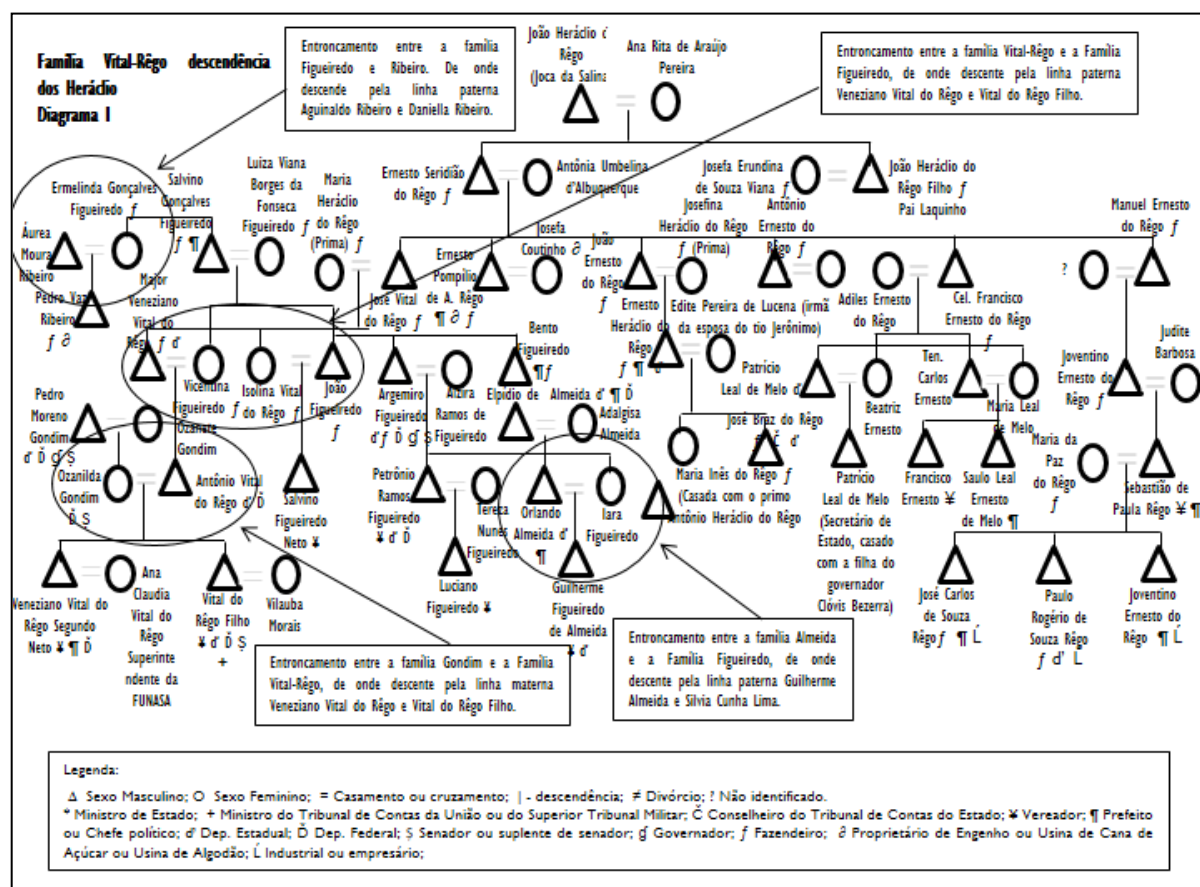 Família Vital-Rêgo descendência
dos Heráclio
Diagrama I
Entroncamento entre a família
Figueiredo e Ribeiro. De onde
descende pela linha paterna
Aguinaldo Ribeiro e Daniella Ribeiro.
João Heráclio d
Rêgo
(Joca da Salina
Ana Rita de Araújo
Pereira
Entroncamento entre a família Vital-Rêgo e a Família
Figueiredo, de onde descente pela linha paterna
Veneziano Vital do Rêgo e Vital do Rêgo Filho.
Ermelinda Gonçalves
Figueiredo ƒ
Salvino
Gonçalves
Figueiredo
ƒ ¶
Luiza Viana
Borges da
Fonseca
Figueiredo ƒ
Maria
Heráclio
do Rêgo
(Prima) ƒ
Ernesto Seridião
do Rêgo ƒ
Antônia Umbelina
d'Albuquerque
Josefa Erundina
de Souza Viana ƒ
João Heráclio do
Rêgo Filho ƒ
Pai Laquinho
Áurea
Moura
Ribeiro
Pedro Vaz
Ribeiro
ƒ ∂
Major
Veneziano
Vital do
Rêgo ƒ ď
José Vital
do Rêgo ƒ
Ernesto
Pompílio
de A. Rêgo
¶ ∂ ƒ
Josefa
Coutinho ∂
João
Ernesto
do Rêgo
ƒ
Josefina
Heráclio do Rêgo
ƒ (Prima)
Antônio
Ernesto do
Rêgo ƒ
Edite Pereira de Lucena (irmã
da esposa do tio Jerônimo)
Adiles Ernesto
do Rêgo
Cel. Francisco
Ernesto do Rêgo
ƒ
Manuel Ernesto
do Rêgo ƒ
?
Vicentina
Figueiredo ƒ
Isolina Vital
do Rêgo ƒ
João
Figueiredo
ƒ
Argemiro
Figueiredo
ď ƒ Ď ɠ Ş
Alzira
Ramos de
Figueiredo
Bento
Figueiredo
¶ƒ
Elpídio de Almeida ď ¶ Ď
Adalgisa
Almeida
Ernesto
Heráclio do
Rêgo
ƒ ¶ ď
Patrício
Leal de Melo ď
Beatriz
Ernesto
Ten.
Carlos
Ernesto
Maria Leal
de Melo
Joventino
Ernesto do
Rêgo ƒ
Judite
Barbosa
Pedro
Moreno
Gondim
ď Ď ɠ Ş
Ozanete
Gondim
Ozanilda
Gondim
Ď Ş
Antônio Vital
do Rêgo ď Ď
Salvino
Figueiredo
Neto ¥
Petrônio
Ramos
Figueiredo
¥ ď Ď
Tereza
Nunes
Figueiredo
Orlando
Almeida ď
¶
Iara
Figueiredo
Maria Inês do Rêgo ƒ
(Casada com o primo
Antônio Heráclio do Rêgo
José Braz do Rêgo
ƒ Ĺ ď
Patrício
Leal de Melo
(Secretário de
Estado, casado
com a filha do
governador
Clóvis Bezerra)
Francisco
Ernesto ¥
Saulo Leal
Ernesto
de Melo ¶
Maria da
Paz
do Rêgo
ƒ
Sebastião de
Paula Rêgo ¥ ¶
Veneziano Vital do
Rêgo Segundo
Neto ¥ ¶ Ď
Ana
Claudia
Vital do
Rêgo
Superinte
ndente da
FUNASA
Vital do
Rêgo Filho
¥ ď Ď Ş
+
Vilauba
Morais
Luciano
Figueiredo ¥
Guilherme
Figueiredo
de Almeida
¥ ď
José Carlos
de Souza
Rêgo ƒ ¶ Ĺ
Paulo
Rogério de
Souza Rêgo
ƒ ď Ĺ
Joventino
Ernesto do
Rêgo ¶ Ĺ
Entroncamento entre a família Gondim e a Família
Vital-Rêgo, de onde descente pela linha materna
Veneziano Vital do Rêgo e Vital do Rêgo Filho.
Entroncamento entre a família Almeida
e a Família Figueiredo, de onde
descente pela linha paterna Guilherme
Almeida e Silvia Cunha Lima.
Legenda:
Δ Sexo Masculino; O Sexo Feminino; = Casamento ou cruzamento; | - descendência; ≠ Divórcio; ? Não identificado.
* Ministro de Estado; + Ministro do Tribunal de Contas da União ou do Superior Tribunal Militar; Č Conselheiro do Tribunal de Contas do Estado; ¥ Vereador; ¶ Prefeito
ou Chefe político; ď Dep. Estadual; Ď Dep. Federal; Ş Senador ou suplente de senador; ɠ Governador; ƒ Fazendeiro; ∂ Proprietário de Engenho ou Usina de Cana de
Açúcar ou Usina de Algodão; Ĺ Industrial ou empresário;